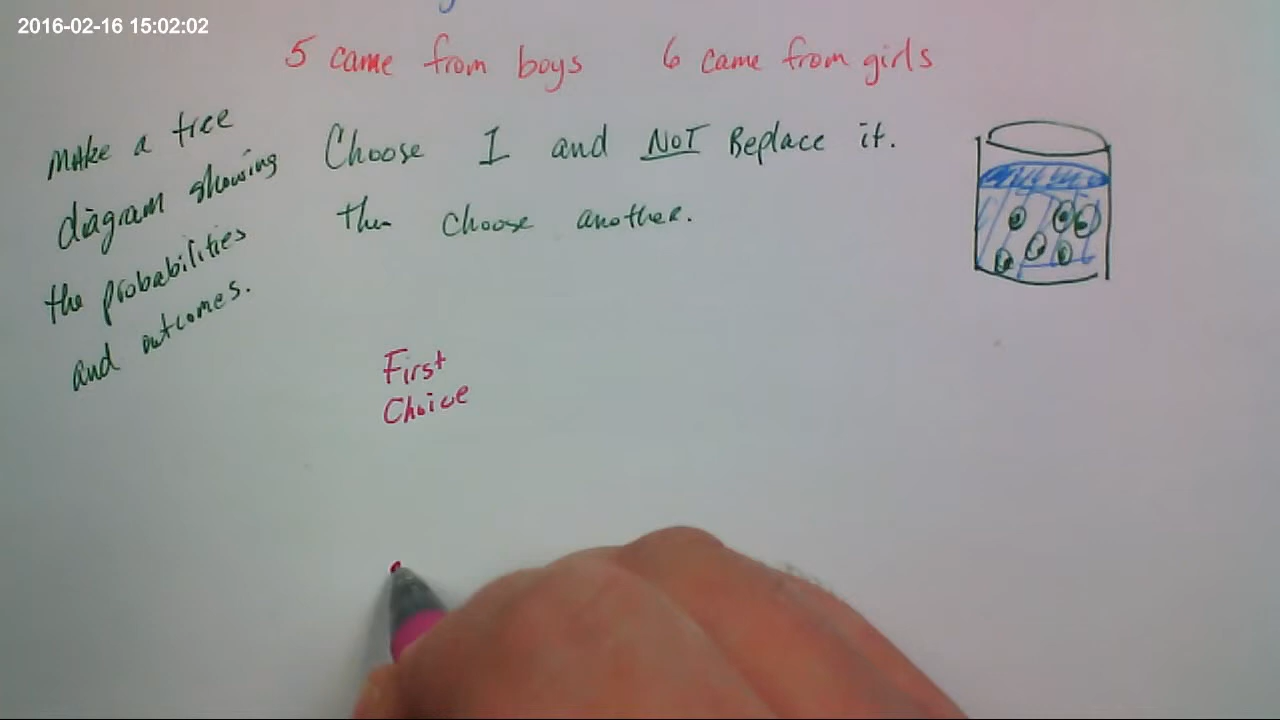 2016-02-16 15:02:02
5 came from boys 6 came from girls
Make a tree
diagram showing
the probabilities
and outcomes.
Choose 1 and NOT Replace it.
then choose another.
First
Choice